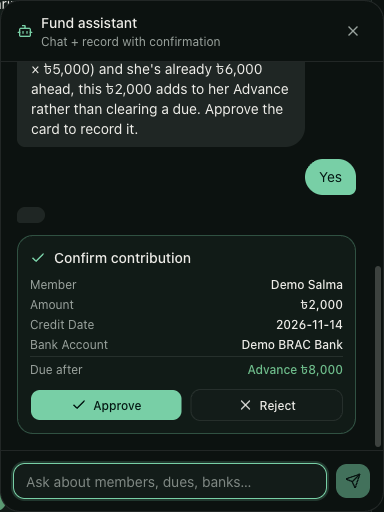 Fund assistant
Chat + record with confirmation
× ৳5,000) and she's already ৳6,000
ahead, this ৳2,000 adds to her Advance
rather than clearing a due. Approve the
card to record it.
Yes
Confirm contribution
Member Demo Salma
Amount ৳2,000
Credit Date 2026-11-14
Bank Account Demo BRAC Bank
Due after Advance ৳8,000
Approve Reject
Ask about members, dues, banks...